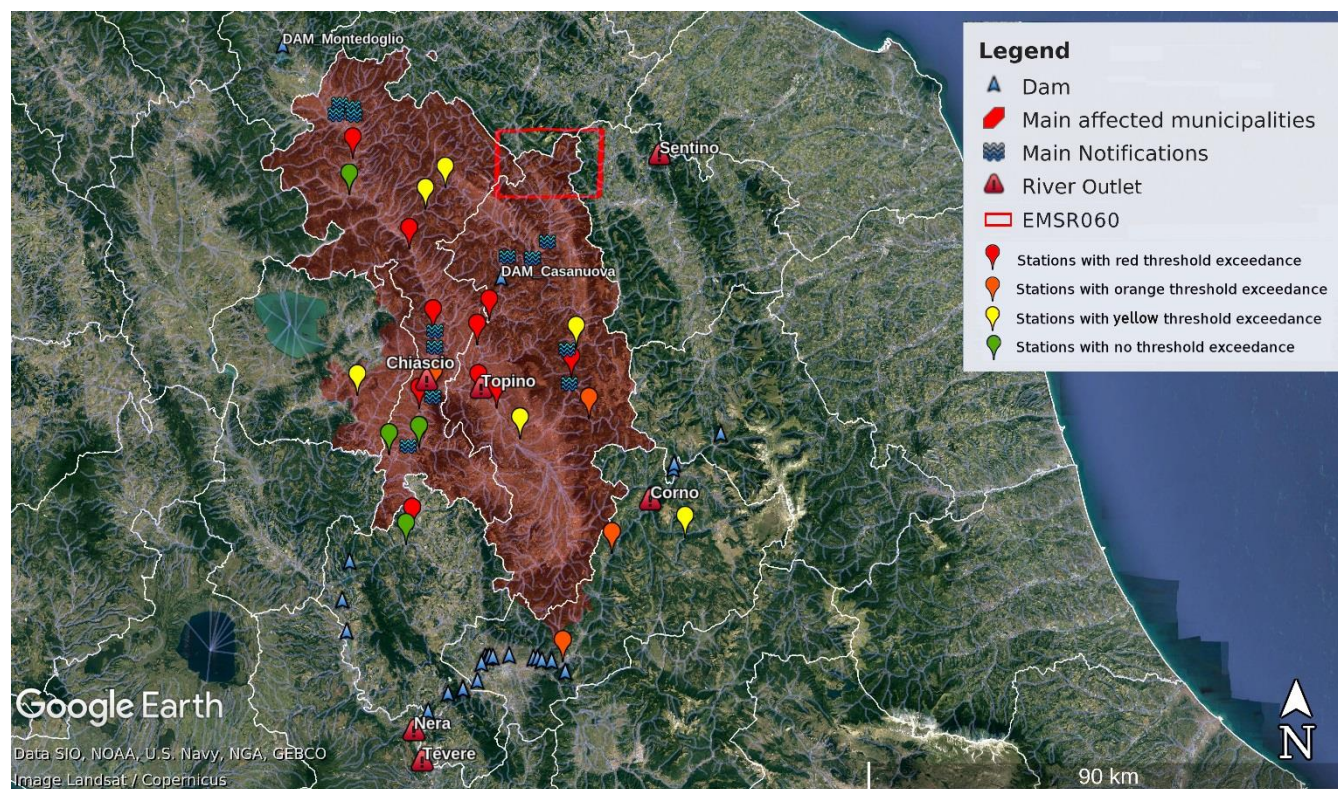 DAM_Montedoglio
Legend
Dam
Main affected municipalities
Main Notifications
River Outlet
EMSR060
Stations with red threshold exceedance
Stations with orange threshold exceedance
Stations with yellow threshold exceedance
Stations with no threshold exceedance
Sentino
DAM_Casanuova
Chiascio
Topino
Corno
Google Earth
Nera
Tevere
Data SIO, NOAA, U.S. Navy, NGA, GEBCO
Image Landsat / Copernicus
90 km
N